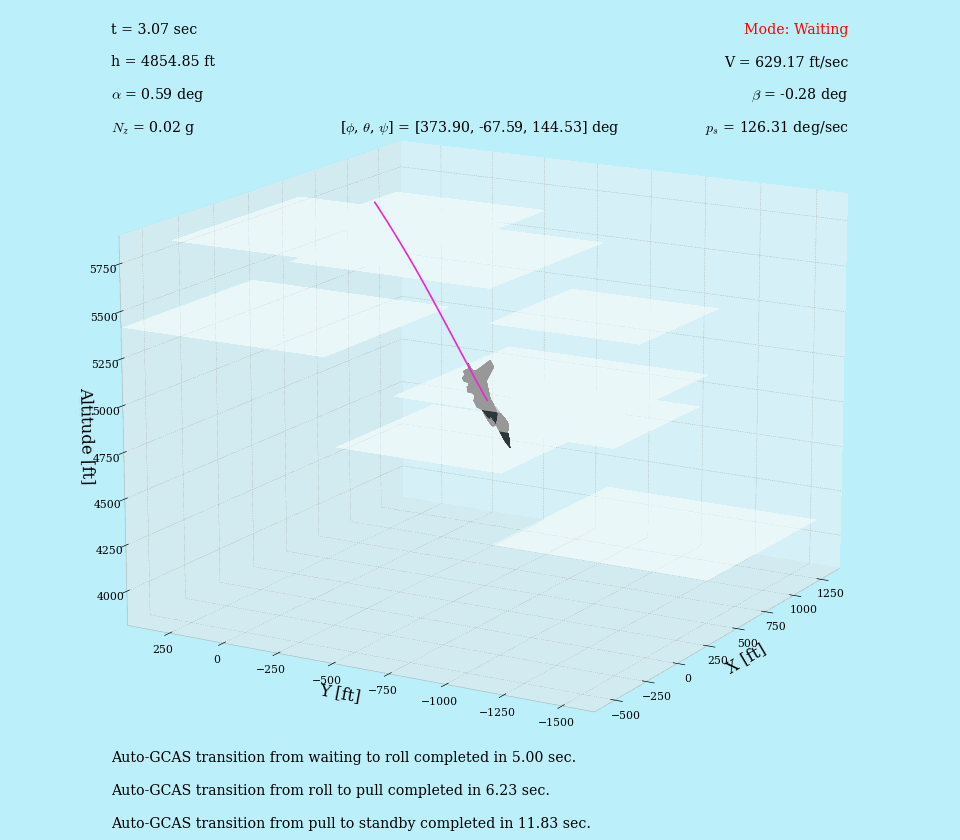 t = 3.07 sec
Mode: Waiting
h = 4854.85 ft
V = 629.17 ft/sec
α = 0.59 deg
β = -0.28 deg
N_z = 0.02 g
[ϕ, θ, ψ] = [373.90, -67.59, 144.53] deg
p_s = 126.31 deg/sec
5750
5500
5250
5000
4750
4500
4250
4000
Altitude [ft]
250
0
−250
−500
−750
−1000
−1250
−1500
Y [ft]
−500
−250
0
250
500
750
1000
1250
X [ft]
Auto-GCAS transition from waiting to roll completed in 5.00 sec.
Auto-GCAS transition from roll to pull completed in 6.23 sec.
Auto-GCAS transition from pull to standby completed in 11.83 sec.